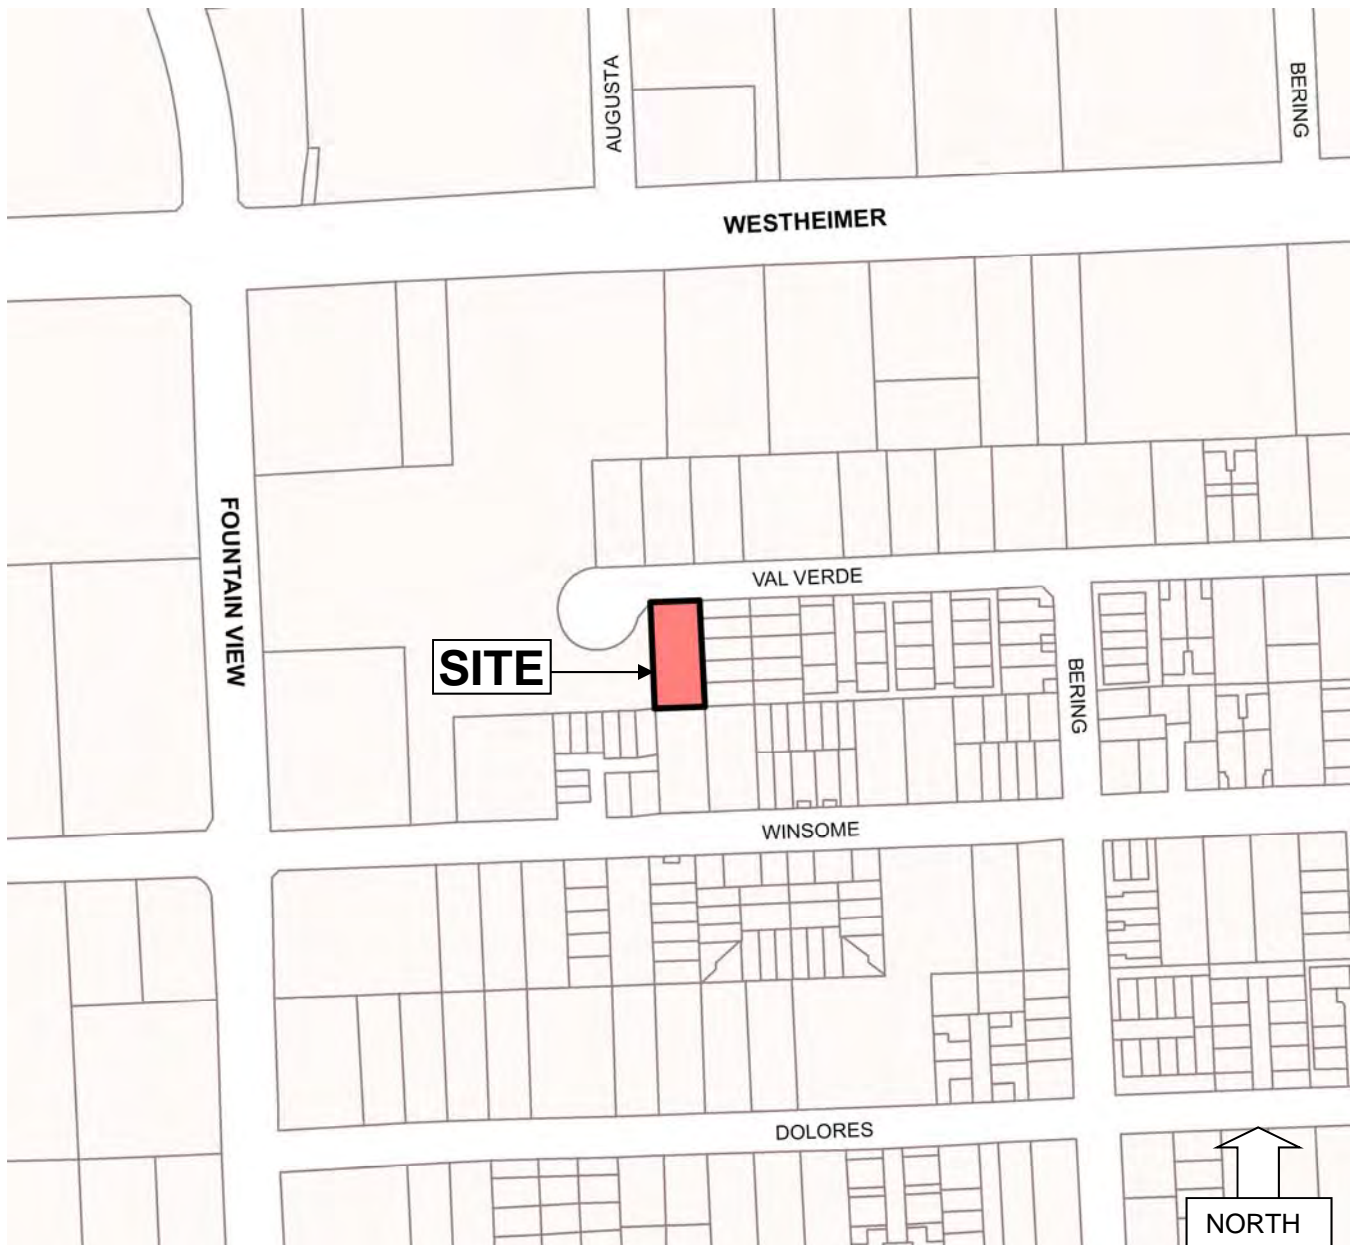 AUGUSTA
BERING
WESTHEIMER
FOUNTAIN VIEW
VAL VERDE
SITE
BERING
WINSOME
DOLORES
NORTH